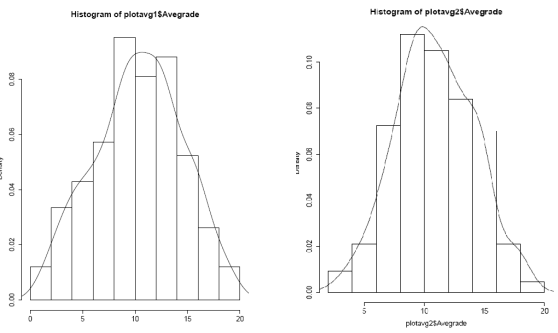 Histogram of plotavg1$Avegrade
Density
0.00 0.02 0.04 0.06 0.08
0 5 10 15 20
Histogram of plotavg2$Avegrade
Density
0.00 0.02 0.04 0.06 0.08 0.10
5 10 15 20
plotavg2$Avegrade